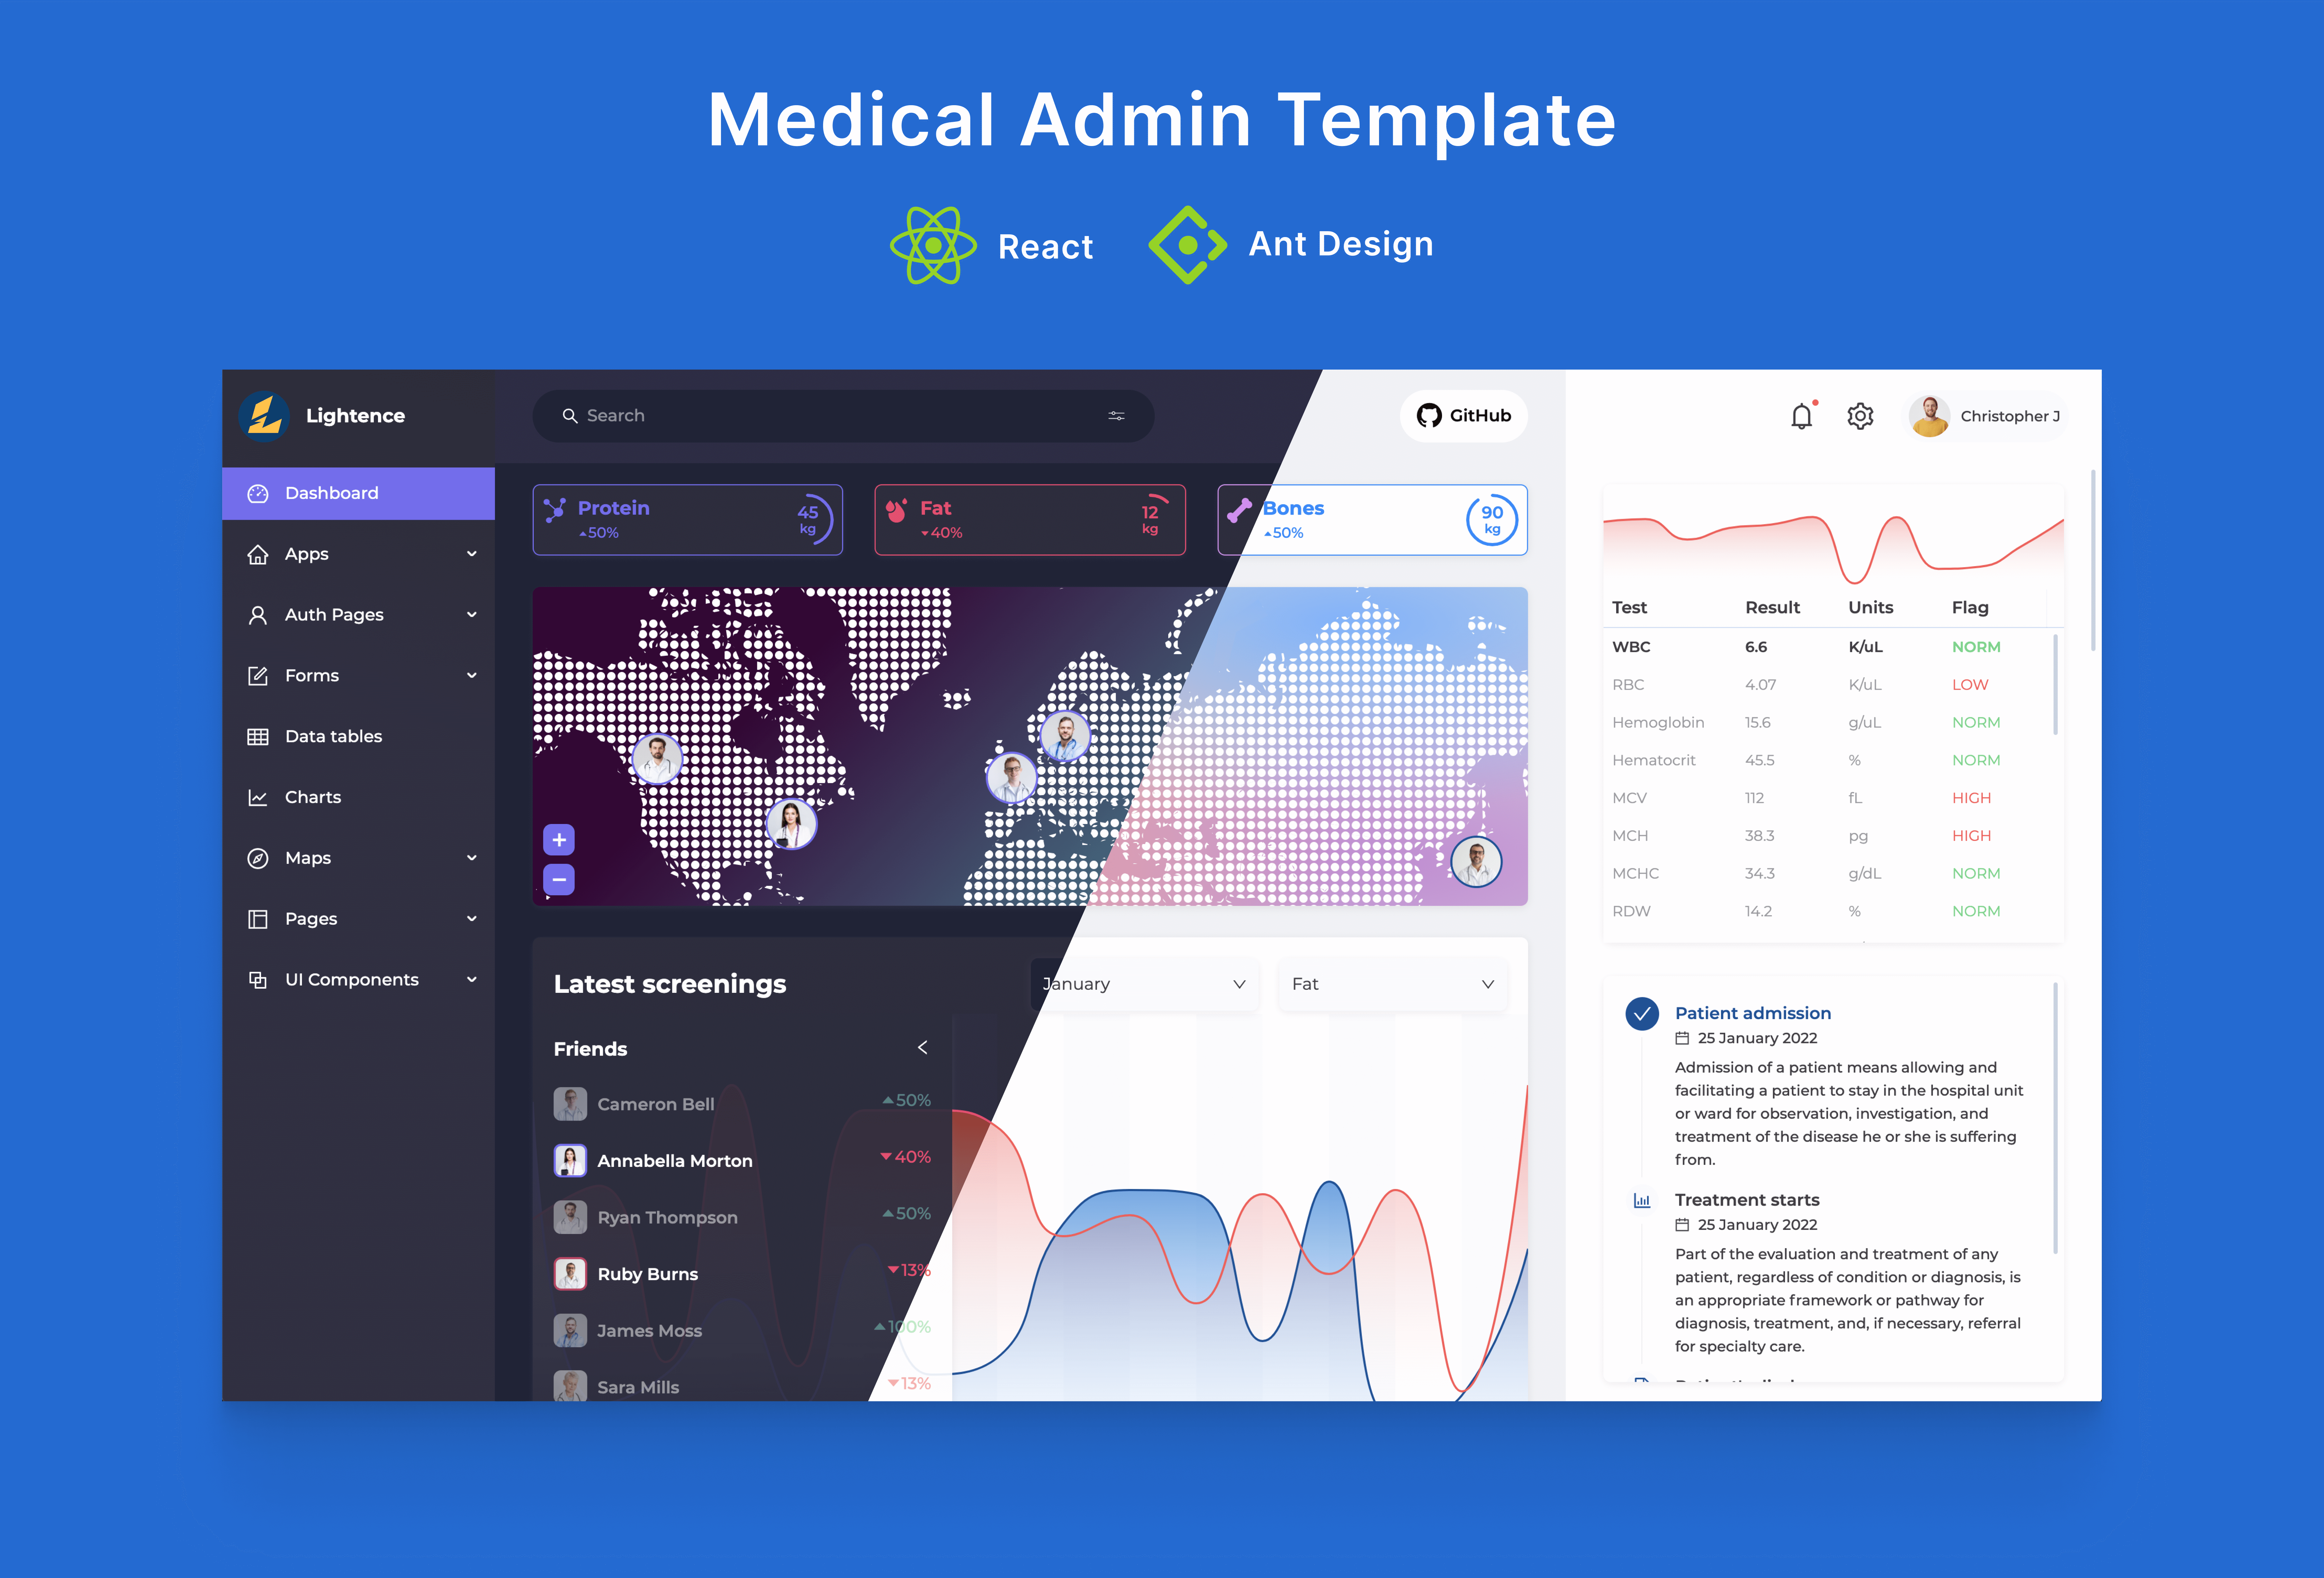 Medical Admin Template
React
Ant Design
Lightence
Search
GitHub
Christopher J
Dashboard
Apps
Auth Pages
Forms
Data tables
Charts
Maps
Pages
UI Components
Protein
50%
45
kg
Fat
40%
12
kg
Bones
50%
90
kg
Latest screenings
January
Fat
Friends
Cameron Bell 50%
Annabella Morton 40%
Ryan Thompson 50%
Ruby Burns 13%
James Moss 100%
Sara Mills 13%
Test Result Units Flag
WBC 6.6 K/uL NORM
RBC 4.07 K/uL LOW
Hemoglobin 15.6 g/uL NORM
Hematocrit 45.5 % NORM
MCV 112 fL HIGH
MCH 38.3 pg HIGH
MCHC 34.3 g/dL NORM
RDW 14.2 % NORM
Patient admission
25 January 2022
Admission of a patient means allowing and
facilitating a patient to stay in the hospital unit
or ward for observation, investigation, and
treatment of the disease he or she is suffering
from.
Treatment starts
25 January 2022
Part of the evaluation and treatment of any
patient, regardless of condition or diagnosis, is
an appropriate framework or pathway for
diagnosis, treatment, and, if necessary, referral
for specialty care.